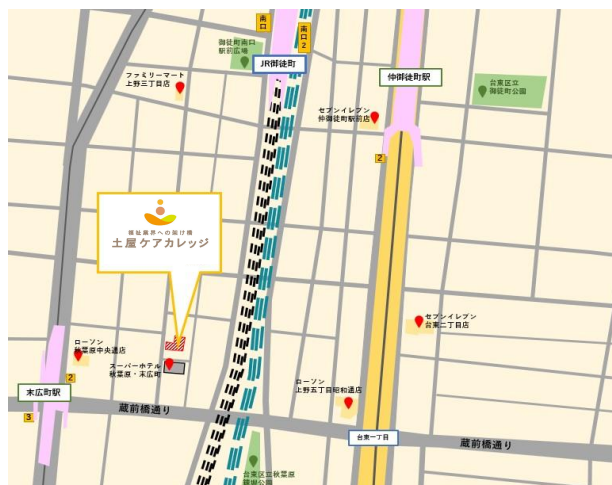 南口
南口2
御徒町南口
駅前広場
JR御徒町
仲御徒町駅
ファミリーマート
上野三丁目店
台東区立
御徒町公園
セブンイレブン
仲御徒町駅前店
2
福祉業界への架け橋
土屋ケアカレッジ
セブンイレブン
台東二丁目店
ローソン
秋葉原中央通店
スーパーホテル
秋葉原・末広町
2
末広町駅
3
ローソン
上野五丁目昭和通店
蔵前橋通り
台東一丁目
蔵前橋通り
台東区立秋葉原
練塀公園